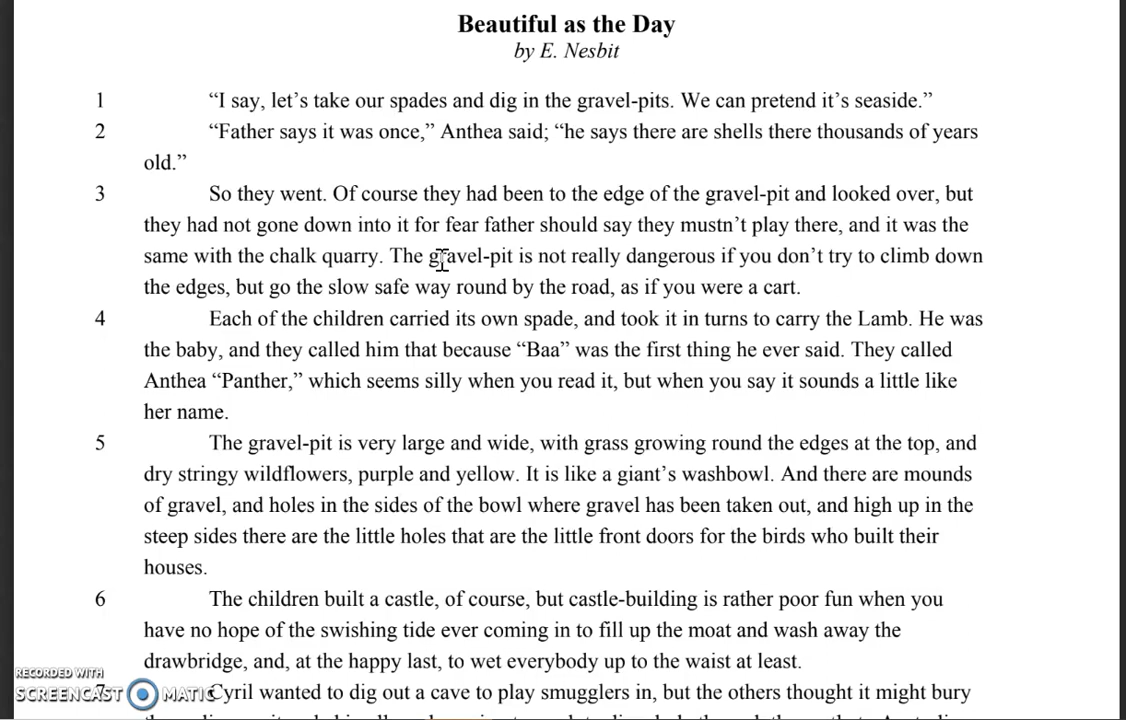 Beautiful as the Day
by E. Nesbit
1 “I say, let’s take our spades and dig in the gravel-pits. We can pretend it’s seaside.”
2 “Father says it was once,” Anthea said; “he says there are shells there thousands of years
old.”
3 So they went. Of course they had been to the edge of the gravel-pit and looked over, but
they had not gone down into it for fear father should say they mustn’t play there, and it was the
same with the chalk quarry. The gravel-pit is not really dangerous if you don’t try to climb down
the edges, but go the slow safe way round by the road, as if you were a cart.
4 Each of the children carried its own spade, and took it in turns to carry the Lamb. He was
the baby, and they called him that because “Baa” was the first thing he ever said. They called
Anthea “Panther,” which seems silly when you read it, but when you say it sounds a little like
her name.
5 The gravel-pit is very large and wide, with grass growing round the edges at the top, and
dry stringy wildflowers, purple and yellow. It is like a giant’s washbowl. And there are mounds
of gravel, and holes in the sides of the bowl where gravel has been taken out, and high up in the
steep sides there are the little holes that are the little front doors for the birds who built their
houses.
6 The children built a castle, of course, but castle-building is rather poor fun when you
have no hope of the swishing tide ever coming in to fill up the moat and wash away the
drawbridge, and, at the happy last, to wet everybody up to the waist at least.
RECORDED WITH
SCREENCAST MATIC
Cyril wanted to dig out a cave to play smugglers in, but the others thought it might bury